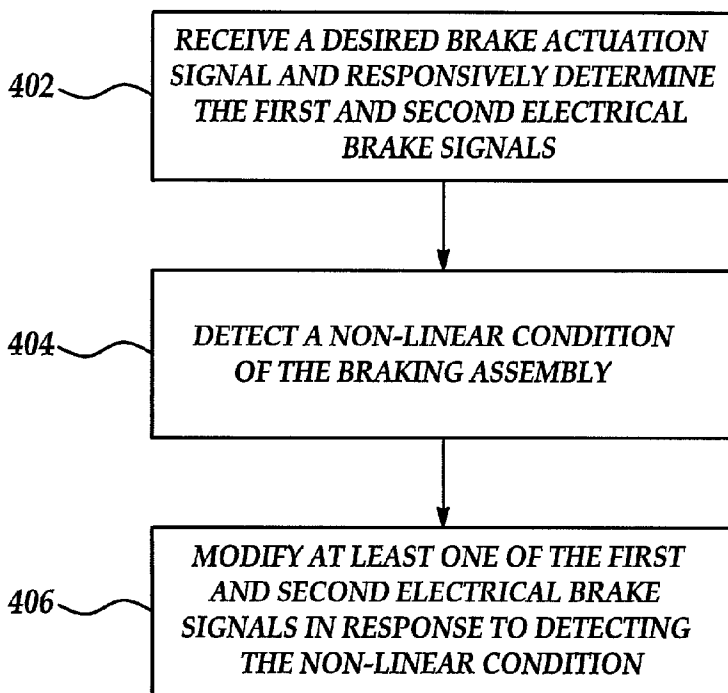 402
RECEIVE A DESIRED BRAKE ACTUATION
SIGNAL AND RESPONSIVELY DETERMINE
THE FIRST AND SECOND ELECTRICAL
BRAKE SIGNALS
404
DETECT A NON-LINEAR CONDITION
OF THE BRAKING ASSEMBLY
406
MODIFY AT LEAST ONE OF THE FIRST
AND SECOND ELECTRICAL BRAKE
SIGNALS IN RESPONSE TO DETECTING
THE NON-LINEAR CONDITION